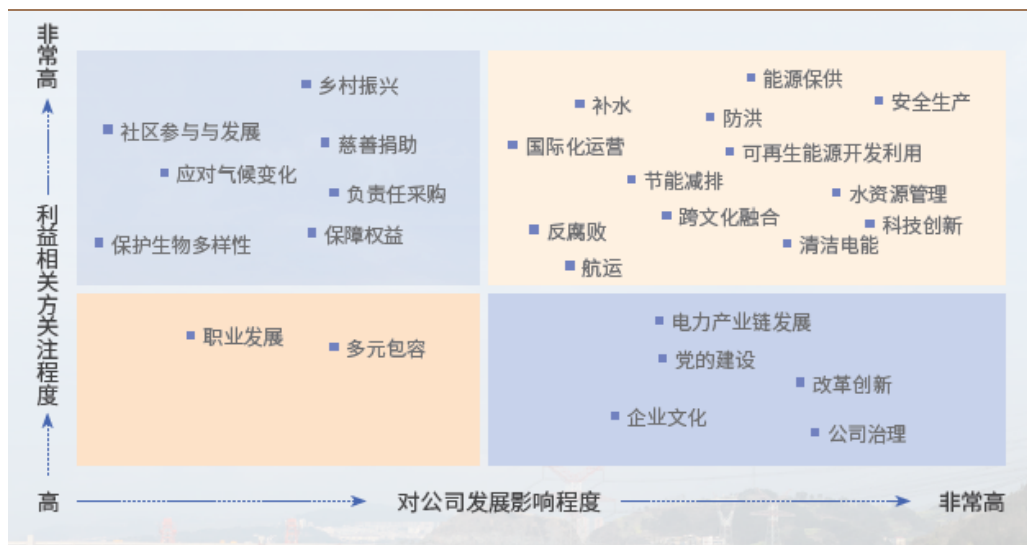 非常高
利益相关方关注程度
高
乡村振兴
社区参与与发展
慈善捐助
应对气候变化
负责任采购
保障权益
保护生物多样性
能源保供
安全生产
补水
防洪
国际化运营
可再生能源开发利用
节能减排
水资源管理
跨文化融合
科技创新
反腐败
清洁电能
航运
职业发展
多元包容
电力产业链发展
党的建设
改革创新
企业文化
公司治理
对公司发展影响程度
非常高